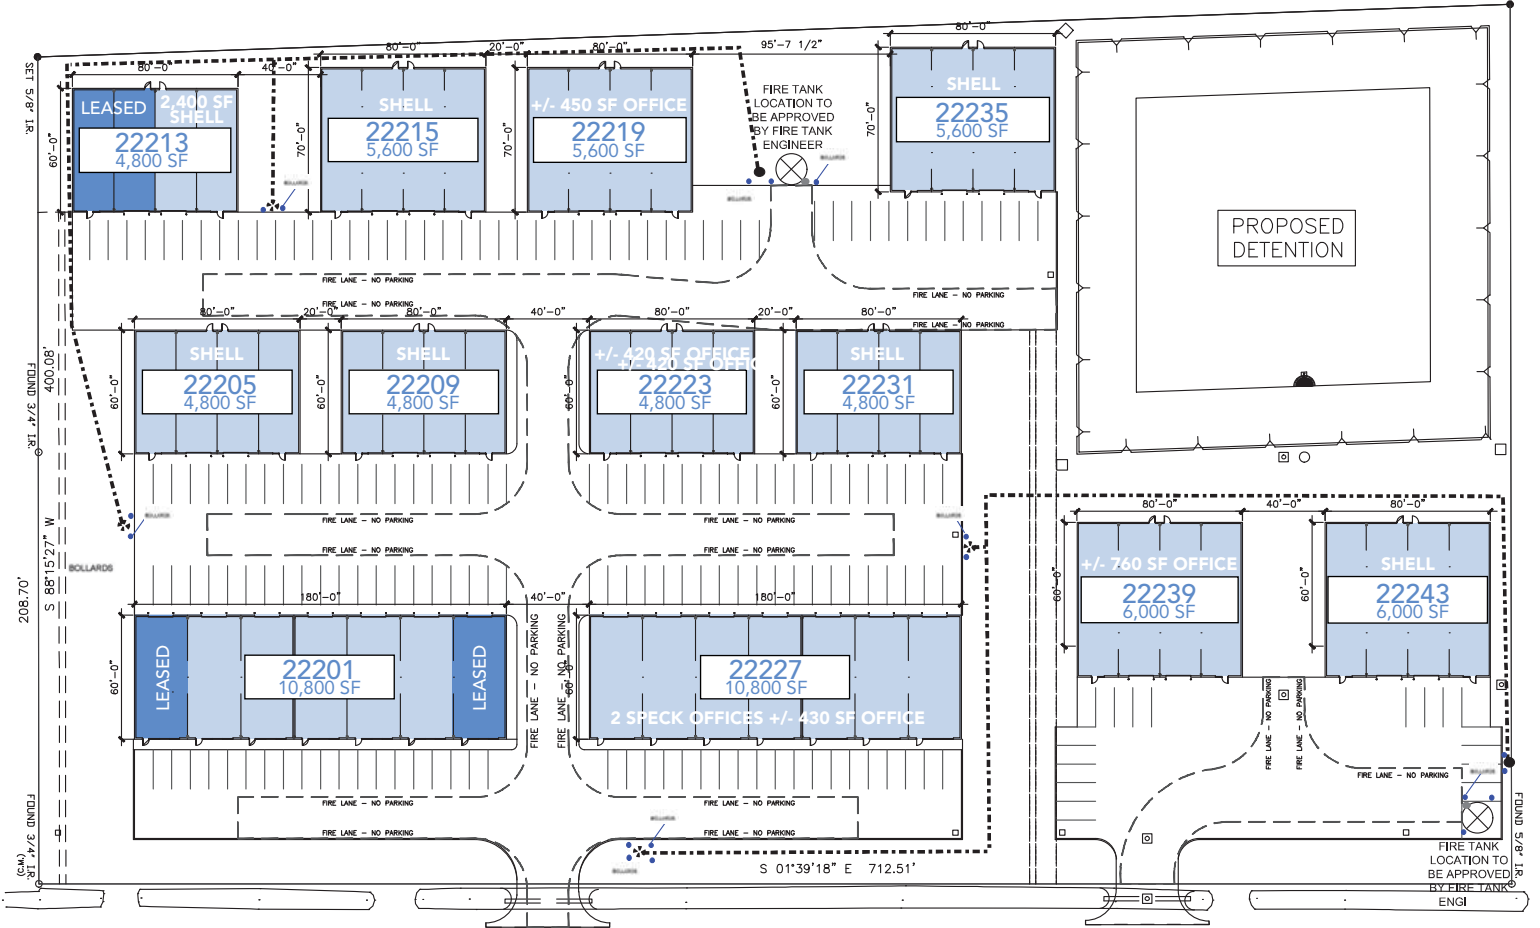 80'-0"
80'-0"
20'-0"
80'-0"
95'-7 1/2"
80'-0"
40'-0"
SET 5/8" I.R.
LEASED
2,400 SF
SHELL
22213
4,800 SF
60'-0"
70'-0"
SHELL
22215
5,600 SF
70'-0"
+/- 450 SF OFFICE
22219
5,600 SF
FIRE TANK
LOCATION TO
BE APPROVED
BY FIRE TANK
ENGINEER
70'-0"
SHELL
22235
5,600 SF
PROPOSED
DETENTION
FIRE LANE - NO PARKING
FIRE LANE - NO PARKING
FIRE LANE - NO PARKING
FIRE LANE - NO PARKING
80'-0"
20'-0"
80'-0"
40'-0"
80'-0"
20'-0"
80'-0"
400.08'
FOUND 3/4" I.R.
60'-0"
SHELL
22205
4,800 SF
60'-0"
SHELL
22209
4,800 SF
60'-0"
+/- 420 SF OFFICE
+/- 420 SF OFFIC
22223
4,800 SF
60'-0"
SHELL
22231
4,800 SF
S 88°15'27" W
208.70'
BOLLARDS
FIRE LANE - NO PARKING
FIRE LANE - NO PARKING
FIRE LANE - NO PARKING
FIRE LANE - NO PARKING
80'-0"
40'-0"
80'-0"
60'-0"
+/- 760 SF OFFICE
22239
6,000 SF
60'-0"
SHELL
22243
6,000 SF
180'-0"
40'-0"
180'-0"
60'-0"
LEASED
22201
10,800 SF
LEASED
FIRE LANE - NO PARKING
FIRE LANE - NO PARKING
60'-0"
22227
10,800 SF
2 SPECK OFFICES +/- 430 SF OFFICE
FIRE LANE - NO PARKING
FIRE LANE - NO PARKING
FIRE LANE - NO PARKING
FIRE LANE - NO PARKING
FIRE LANE - NO PARKING
FIRE LANE - NO PARKING
FIRE LANE - NO PARKING
FOUND 3/4" I.R.
S 01°39'18" E 712.51'
FIRE TANK
LOCATION TO
BE APPROVED
BY FIRE TANK
ENGI
FOUND 5/8" I.R.